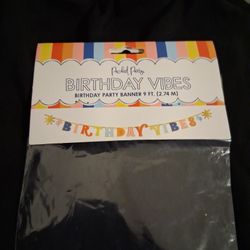 Packed Party
BIRTHDAY VIBES
BIRTHDAY PARTY BANNER 9 FT. (2.74 M)
BIRTHDAY VIBES